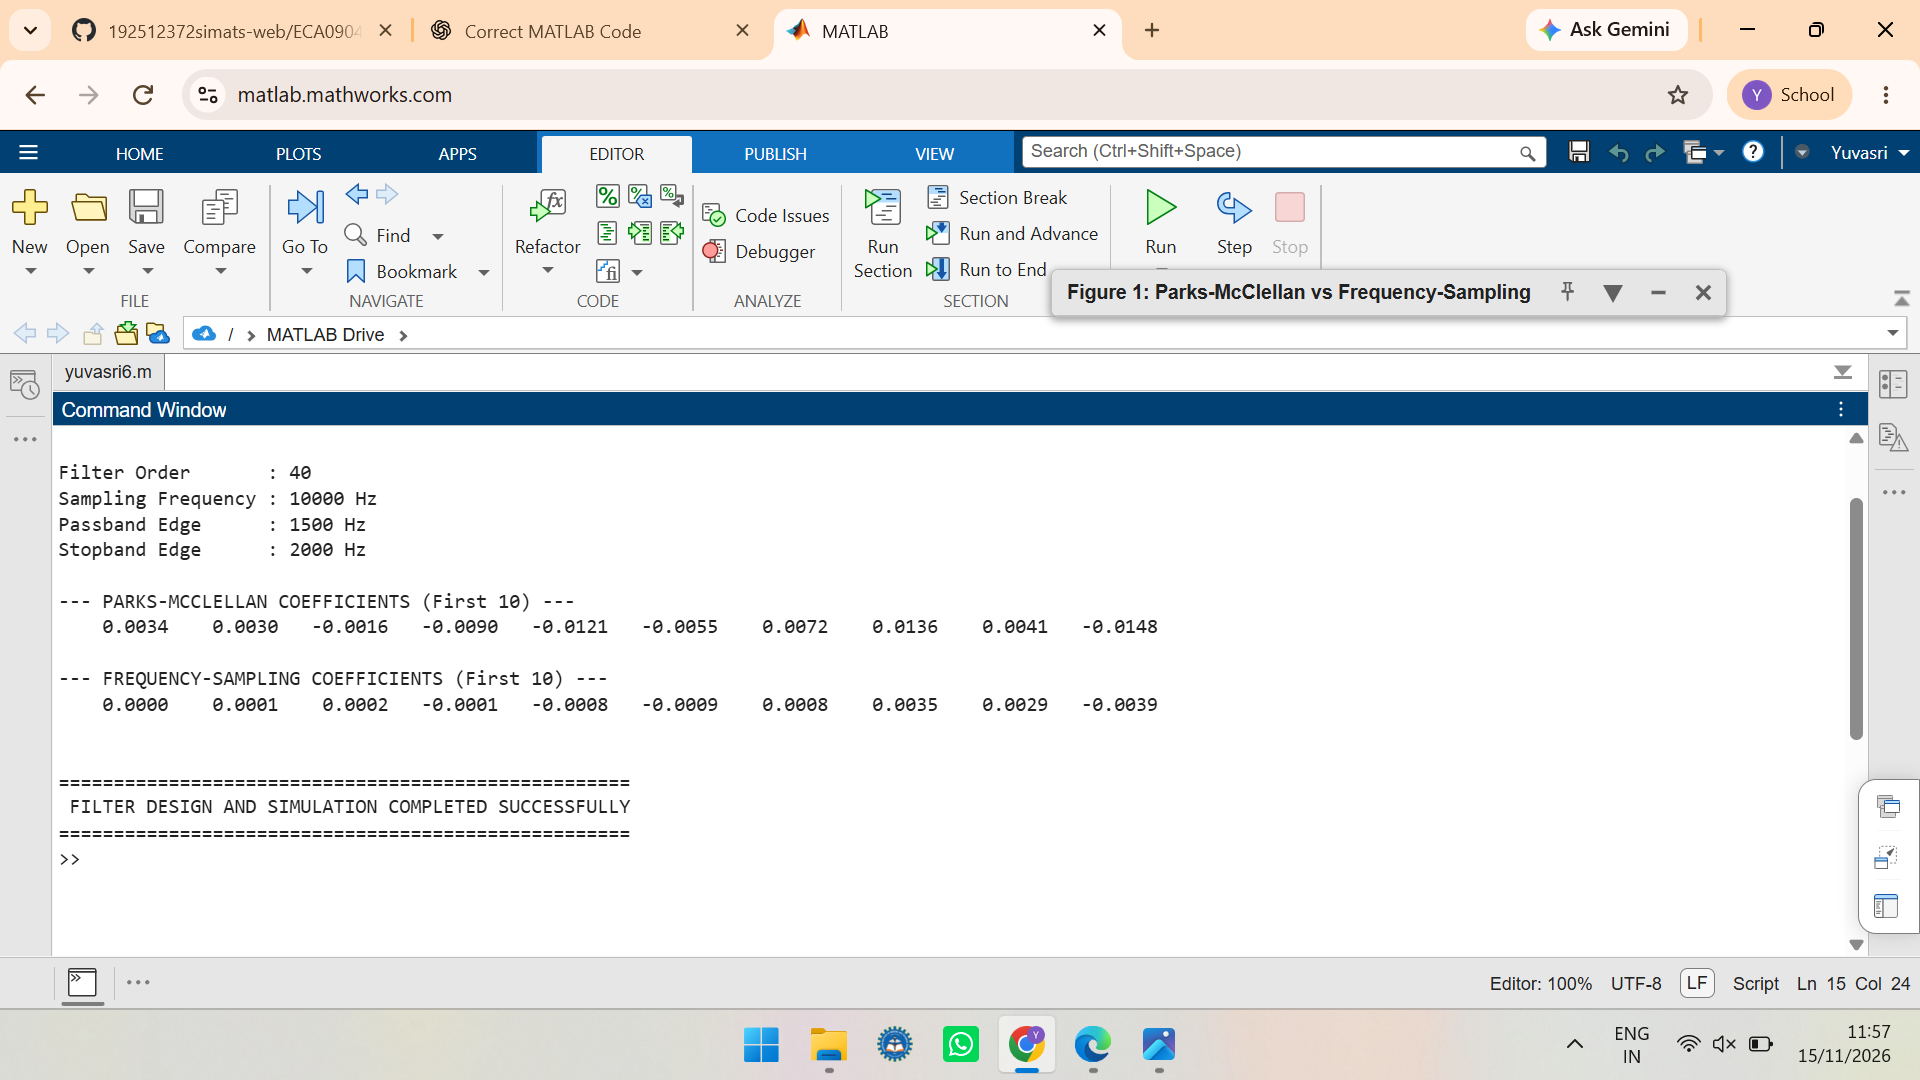 192512372simats-web/ECA0904
Correct MATLAB Code
MATLAB
Ask Gemini
matlab.mathworks.com
Y School
HOME
PLOTS
APPS
EDITOR
PUBLISH
VIEW
Search (Ctrl+Shift+Space)
Yuvasri
New
Open
Save
Compare
Go To
Find
Bookmark
Refactor
Code Issues
Debugger
Run Section
Section Break
Run and Advance
Run to End
Run
Step
Stop
FILE
NAVIGATE
CODE
ANALYZE
SECTION
Figure 1: Parks-McClellan vs Frequency-Sampling
/ > MATLAB Drive >
yuvasri6.m
Command Window
Filter Order       : 40
Sampling Frequency : 10000 Hz
Passband Edge      : 1500 Hz
Stopband Edge      : 2000 Hz
--- PARKS-MCCLELLAN COEFFICIENTS (First 10) ---
0.0034    0.0030   -0.0016   -0.0090   -0.0121   -0.0055    0.0072    0.0136    0.0041   -0.0148
--- FREQUENCY-SAMPLING COEFFICIENTS (First 10) ---
0.0000    0.0001    0.0002   -0.0001   -0.0008   -0.0009    0.0008    0.0035    0.0029   -0.0039
====================================================
FILTER DESIGN AND SIMULATION COMPLETED SUCCESSFULLY
====================================================
>>
Editor: 100%
UTF-8
LF
Script
Ln 15 Col 24
ENG
IN
11:57
15/11/2026